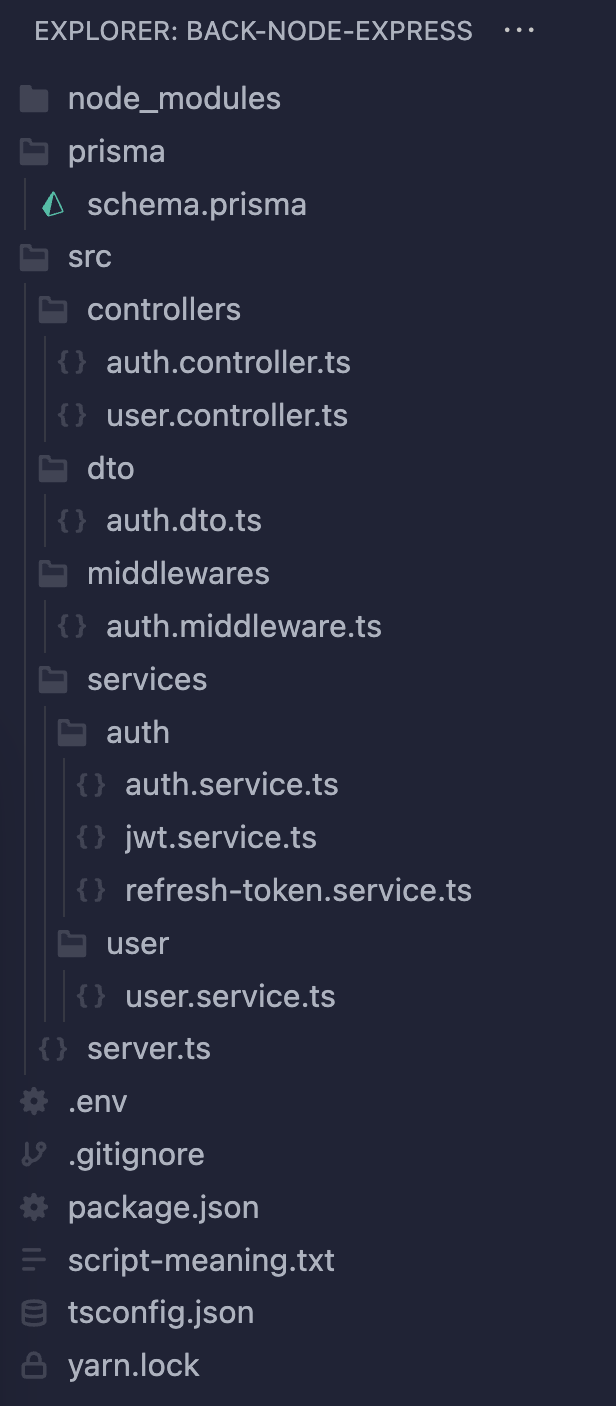 EXPLORER: BACK-NODE-EXPRESS ···
node_modules
prisma
schema.prisma
src
controllers
auth.controller.ts
user.controller.ts
dto
auth.dto.ts
middlewares
auth.middleware.ts
services
auth
auth.service.ts
jwt.service.ts
refresh-token.service.ts
user
user.service.ts
server.ts
.env
.gitignore
package.json
script-meaning.txt
tsconfig.json
yarn.lock